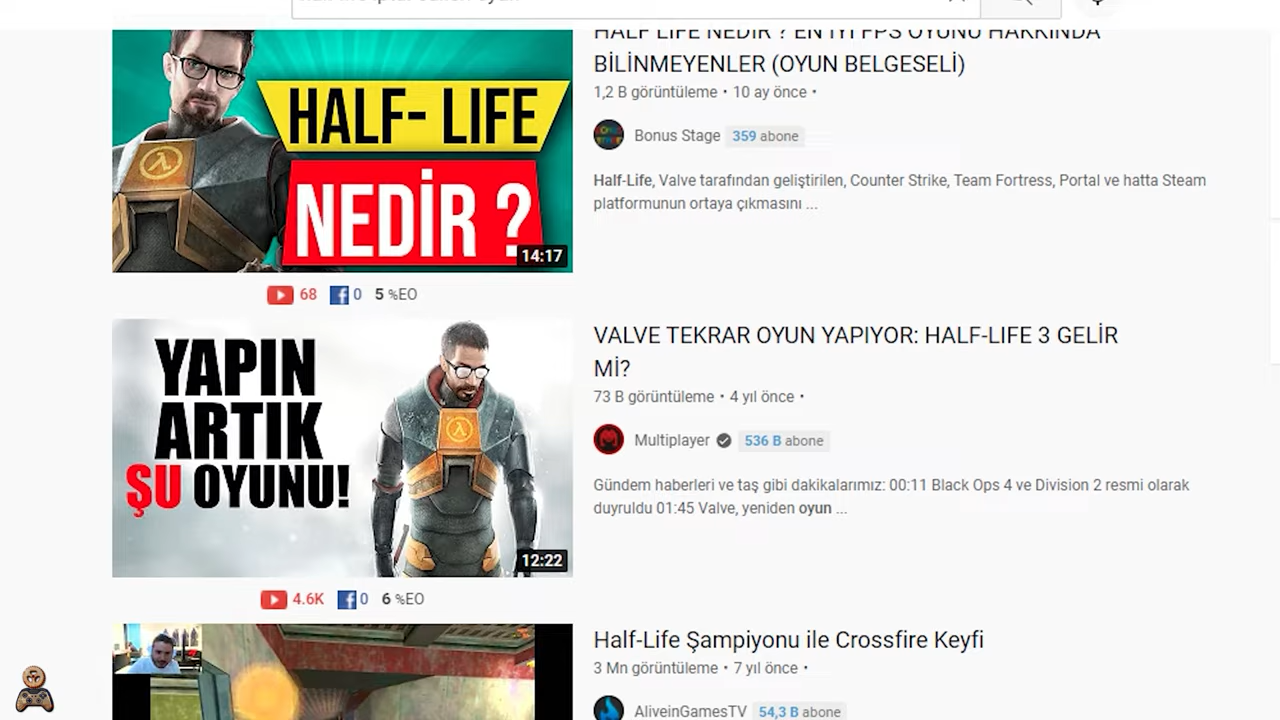 HALF LIFE NEDİR ? EN İYİ FPS OYUNU HAKKINDA
BİLİNMEYENLER (OYUN BELGESELİ)
1,2 B görüntüleme • 10 ay önce •
Bonus Stage 359 abone
Half-Life, Valve tarafından geliştirilen, Counter Strike, Team Fortress, Portal ve hatta Steam
platformunun ortaya çıkmasını ...
HALF- LIFE
NEDİR ?
14:17
68 0 5 %EO
YAPIN
ARTIK
ŞU OYUNU!
12:22
VALVE TEKRAR OYUN YAPIYOR: HALF-LIFE 3 GELİR
Mİ?
73 B görüntüleme • 4 yıl önce •
Multiplayer 536 B abone
Gündem haberleri ve taş gibi dakikalarımız: 00:11 Black Ops 4 ve Division 2 resmi olarak
duyruldu 01:45 Valve, yeniden oyun ...
4.6K 0 6 %EO
Half-Life Şampiyonu ile Crossfire Keyfi
3 Mn görüntüleme • 7 yıl önce •
AliveinGamesTV 54,3 B abone